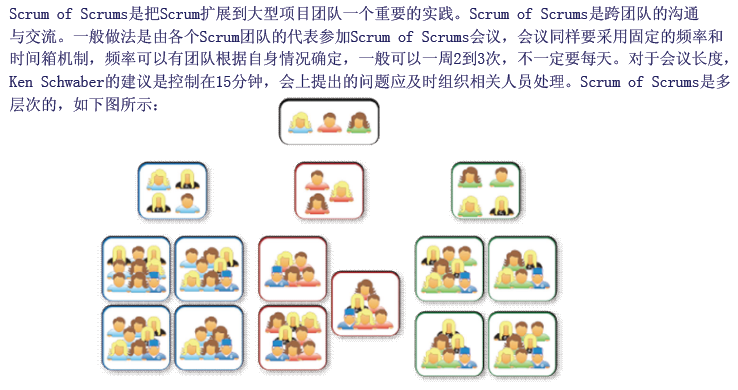 Scrum of Scrums是把Scrum扩展到大型项目团队一个重要的实践。Scrum of Scrums是跨团队的沟通
与交流。一般做法是由各个Scrum团队的代表参加Scrum of Scrums会议，会议同样要采用固定的频率和
时间箱机制，频率可以有团队根据自身情况确定，一般可以一周2到3次，不一定要每天。对于会议长度，
Ken Schwaber的建议是控制在15分钟，会上提出的问题应及时组织相关人员处理。Scrum of Scrums是多
层次的，如下图所示：